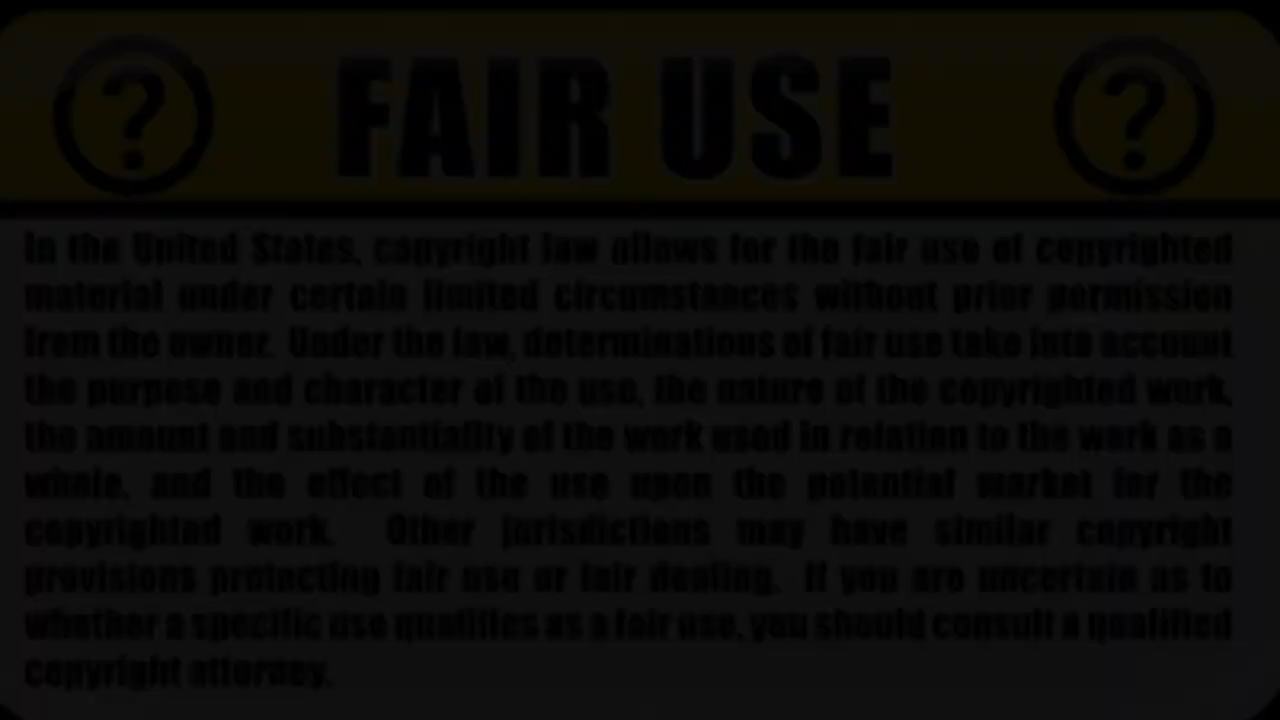 ? FAIR USE ?
In the United States, copyright law allows for the fair use of copyrighted
material under certain limited circumstances without prior permission
from the owner. Under the law, determinations of fair use take into account
the purpose and character of the use, the nature of the copyrighted work,
the amount and substantiality of the work used in relation to the work as a
whole, and the effect of the use upon the potential market for the
copyrighted work. Other jurisdictions may have similar copyright
provisions protecting fair use or fair dealing. If you are uncertain as to
whether a specific use qualifies as a fair use, you should consult a qualified
copyright attorney.